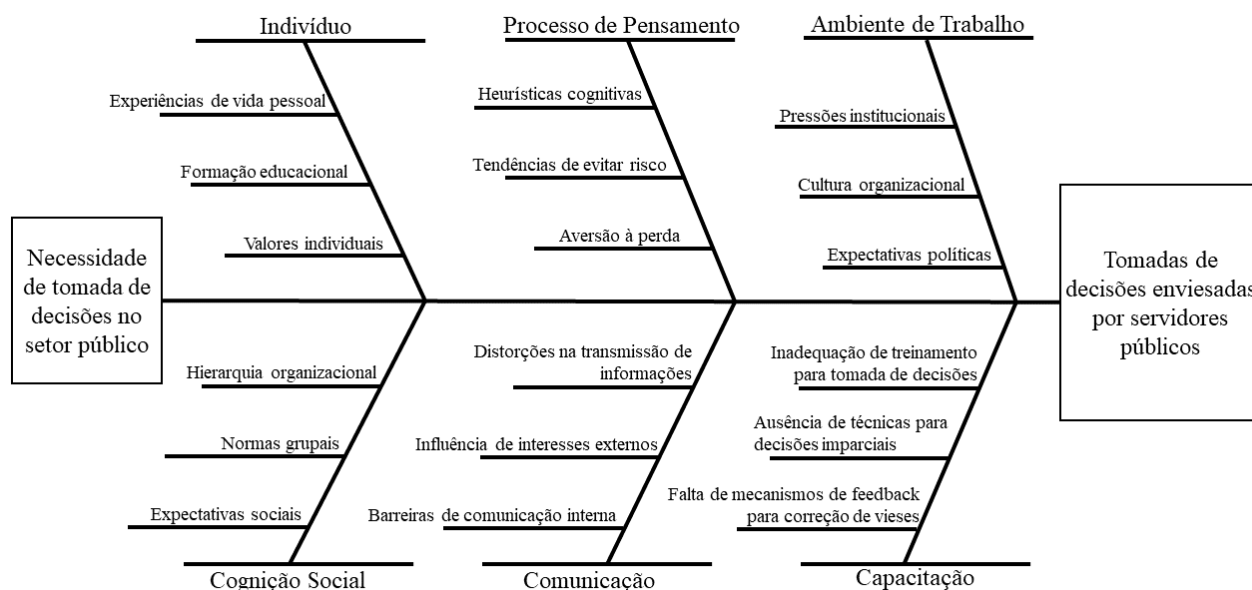 Indivíduo
Processo de Pensamento
Ambiente de Trabalho
Experiências de vida pessoal
Formação educacional
Valores individuais
Heurísticas cognitivas
Tendências de evitar risco
Aversão à perda
Pressões institucionais
Cultura organizacional
Expectativas políticas
Necessidade
de tomada de
decisões no
setor público
Tomadas de
decisões enviesadas
por servidores
públicos
Hierarquia organizacional
Normas grupais
Expectativas sociais
Distorções na transmissão de
informações
Influência de interesses externos
Barreiras de comunicação interna
Inadequação de treinamento
para tomada de decisões
Ausência de técnicas para
decisões imparciais
Falta de mecanismos de feedback
para correção de vieses
Cognição Social
Comunicação
Capacitação